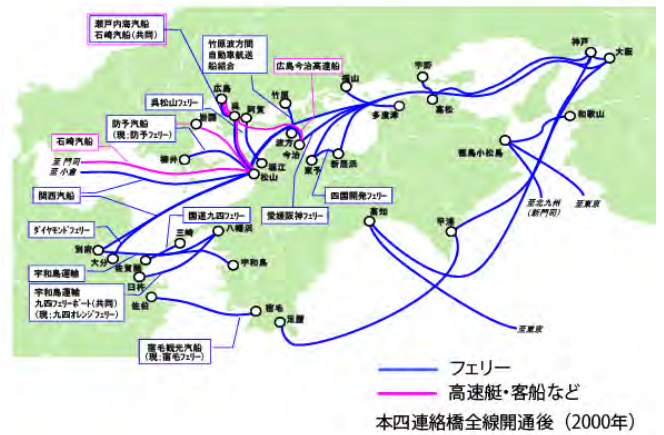 瀬戸内海汽船
石崎汽船(共同)
竹原波方間
自動車航送
船組合
広島今治高速船
呉松山フェリー
防予汽船
(現:防予フェリー)
石崎汽船
至 門司
至 小倉
関西汽船
ダイヤモンドフェリー
国道九四フェリー
宇和島運輸
宇和島運輸
九四フェリーボート(共同)
(現:九四オレンジフェリー)
宿毛観光汽船
(現:宿毛フェリー)
愛媛阪神フェリー
四国開発フェリー
広島
呉
阿賀
竹原
福山
宇野
神戸
大阪
岩国
柳井
波方
今治
堀江
松山
多度津
高松
和歌山
東予
新居浜
徳島小松島
至北九州
(新門司)
至東京
別府
大分
佐賀関
三崎
八幡浜
臼杵
佐伯
宇和島
宿毛
足摺
高知
甲浦
至東京
フェリー
高速艇・客船など
本四連絡橋全線開通後(2000年)